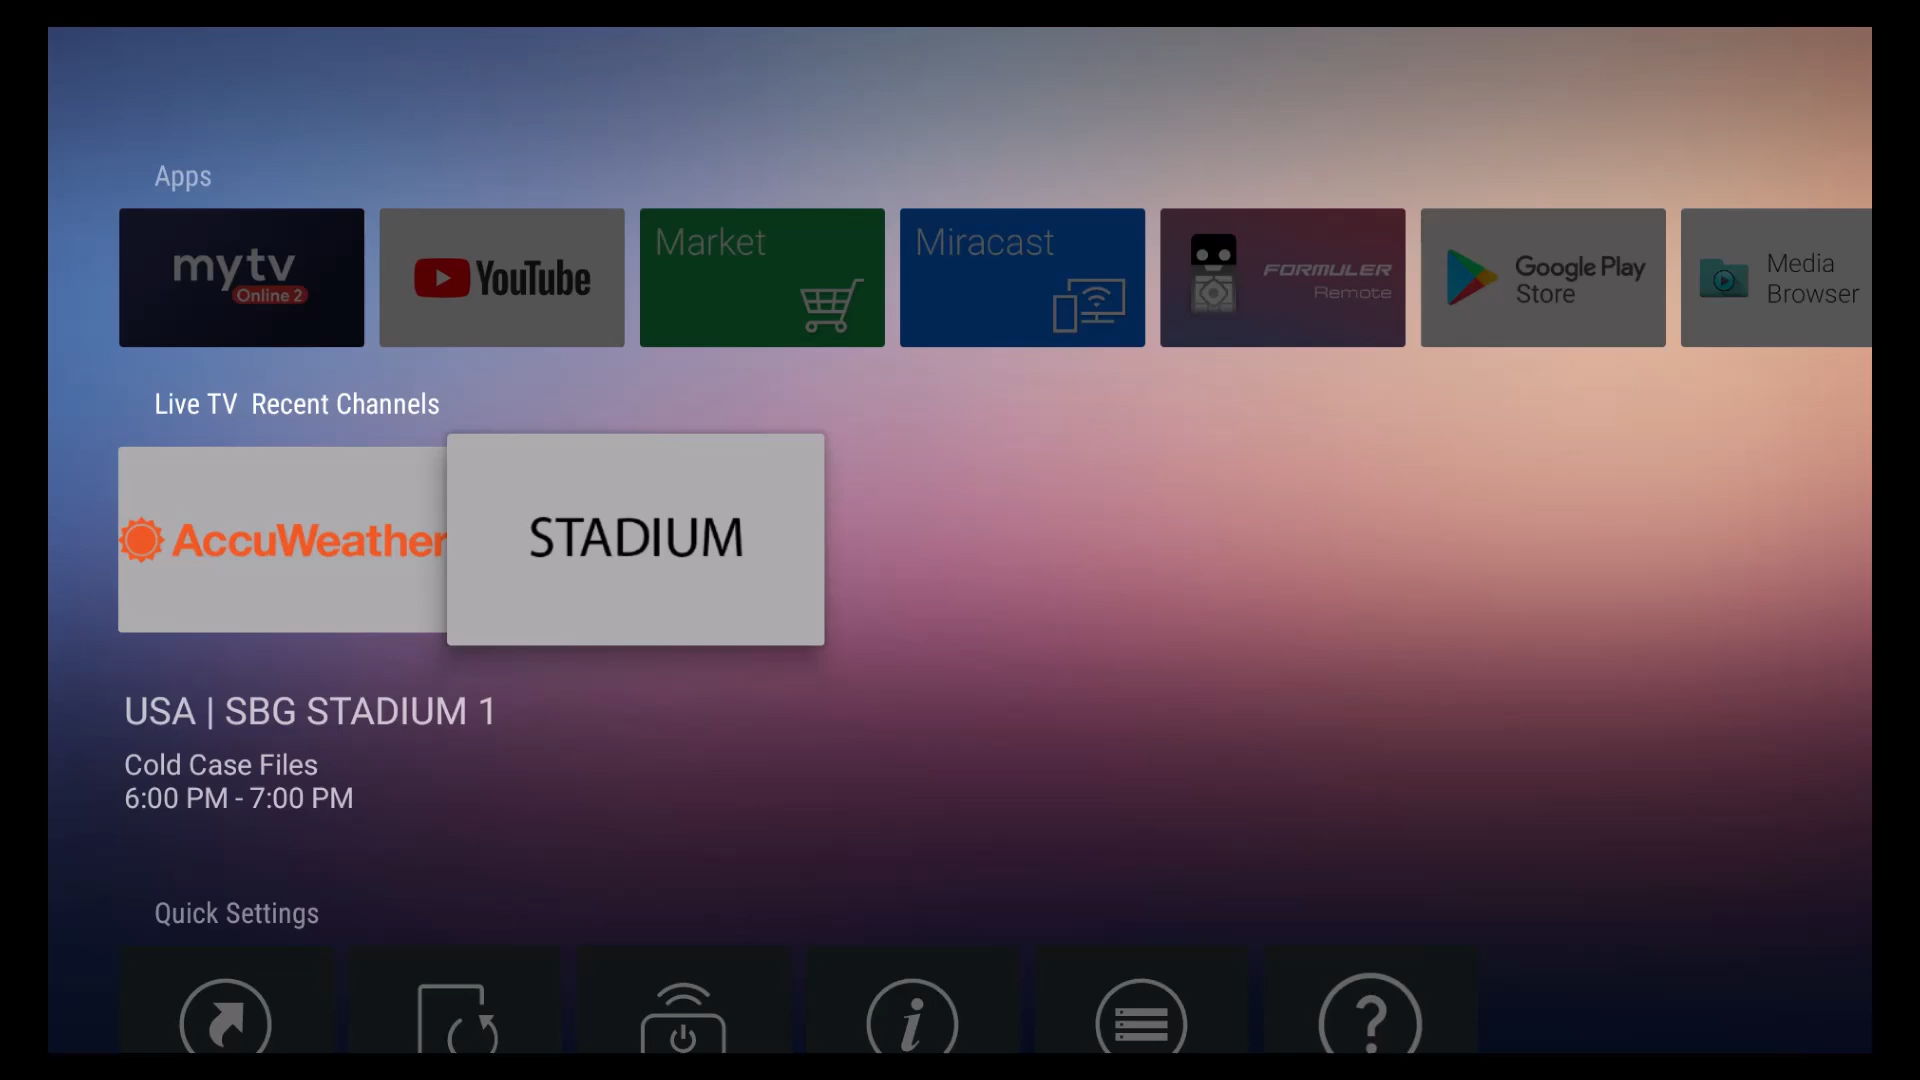 Apps
mytv
Online 2
YouTube
Market
Miracast
FORMULER
Remote
Google Play
Store
Media
Browser
Live TV Recent Channels
AccuWeather
STADIUM
USA | SBG STADIUM 1
Cold Case Files
6:00 PM - 7:00 PM
Quick Settings